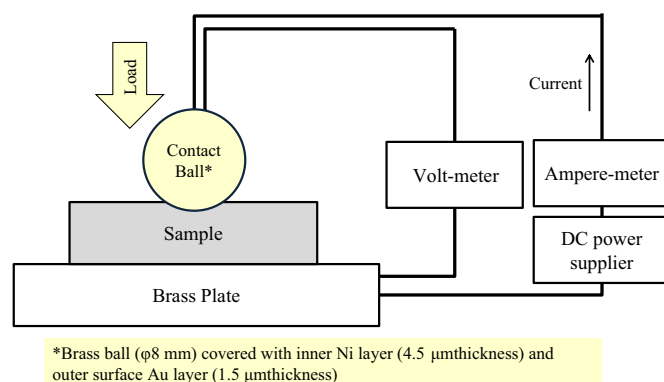 Load
Current
Contact
Ball*
Volt-meter
Ampere-meter
Sample
DC power
supplier
Brass Plate
*Brass ball (φ8 mm) covered with inner Ni layer (4.5 μmthickness) and
outer surface Au layer (1.5 μmthickness)